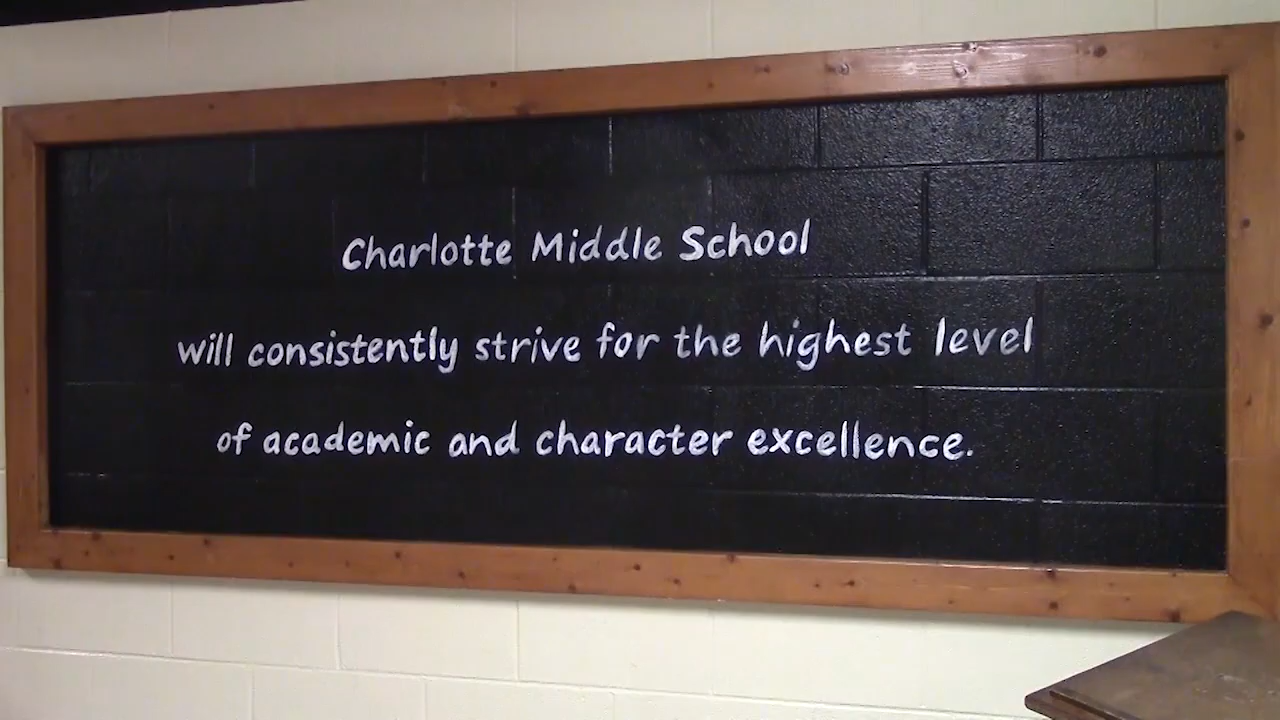 Charlotte Middle School
will consistently strive for the highest level
of academic and character excellence.